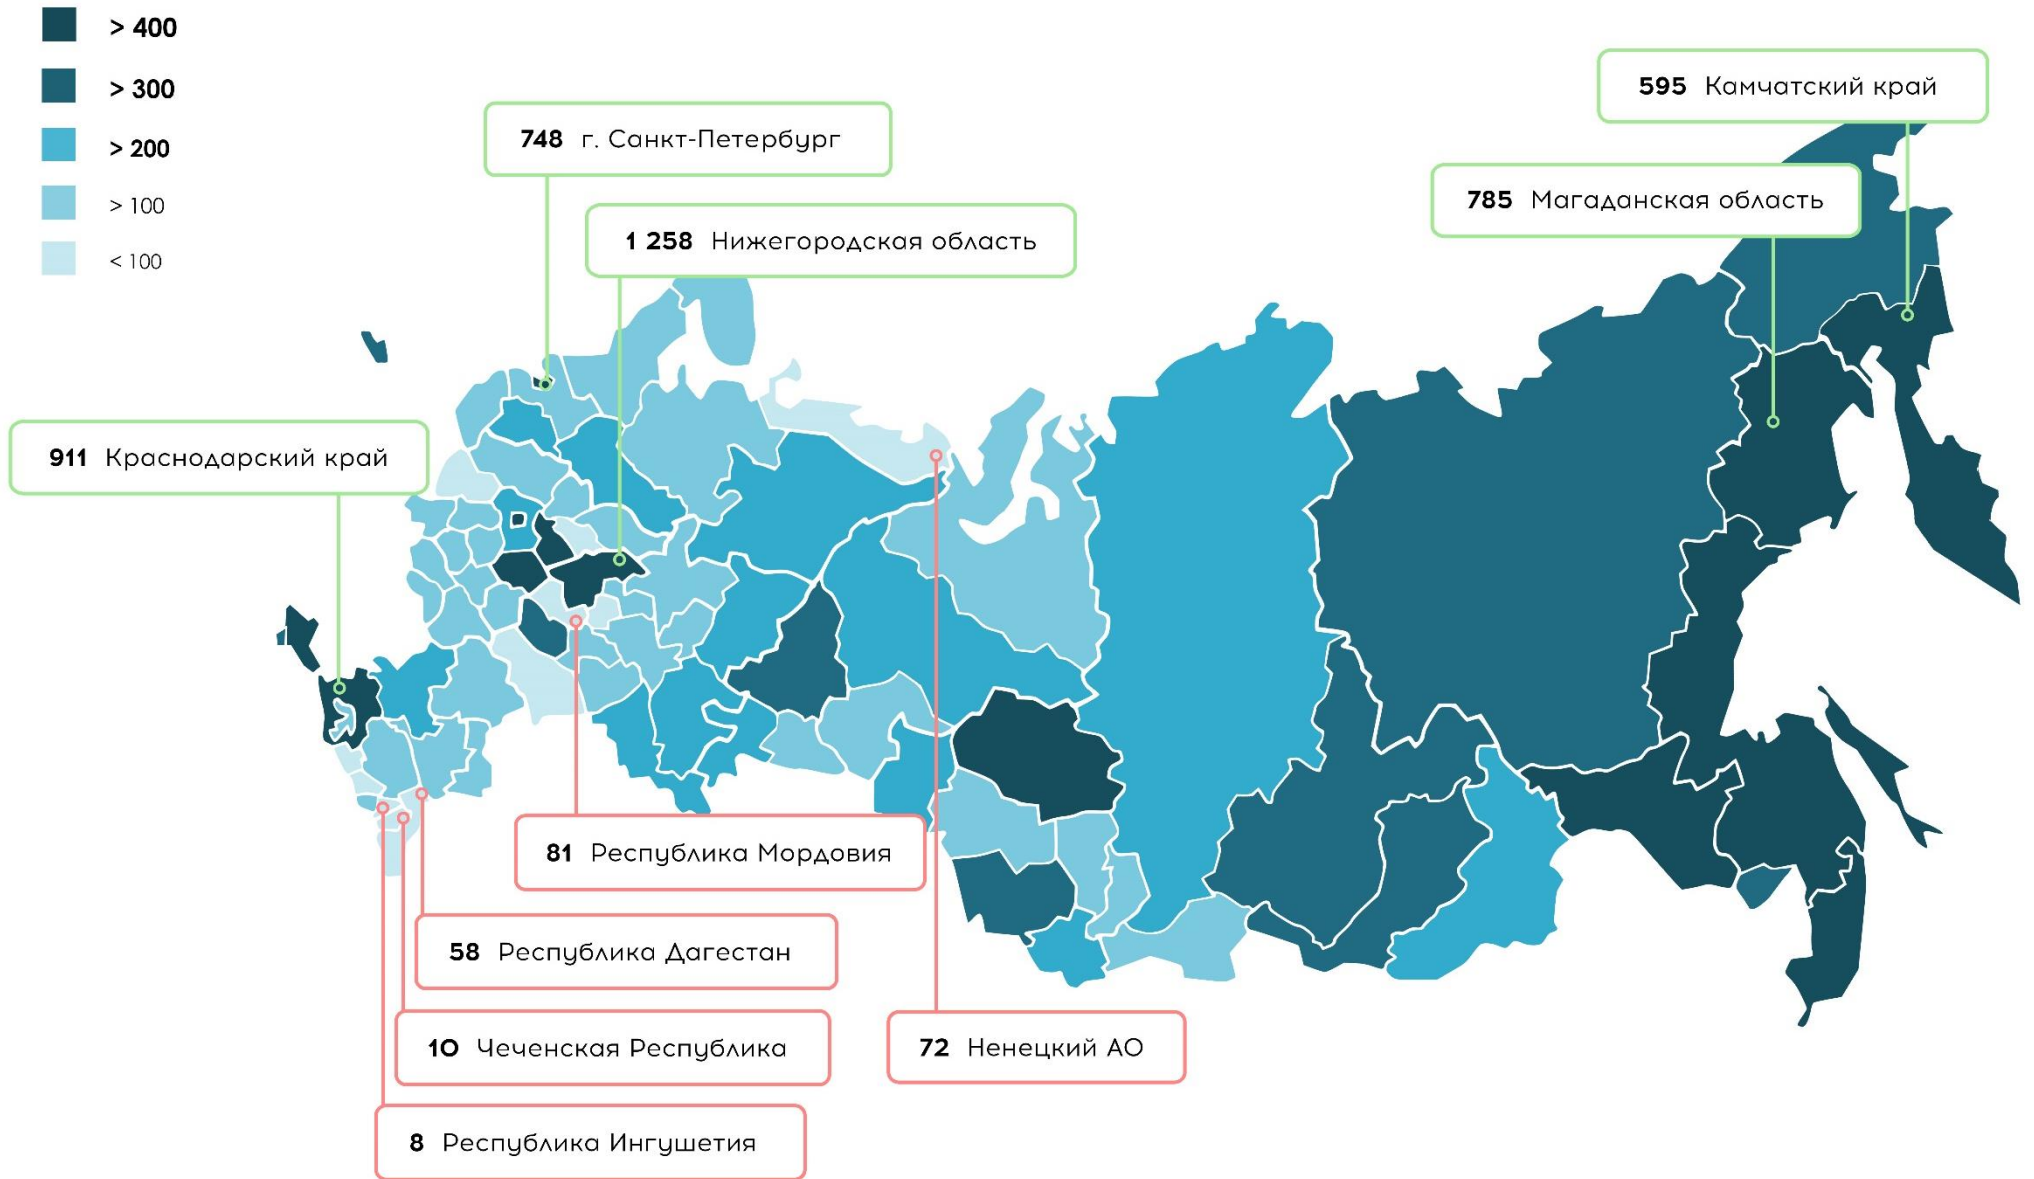 > 400
> 300
> 200
> 100
< 100
595 Камчатский край
748 г. Санкт-Петербург
785 Магаданская область
1 258 Нижегородская область
911 Краснодарский край
81 Республика Мордовия
58 Республика Дагестан
10 Чеченская Республика
72 Ненецкий АО
8 Республика Ингушетия